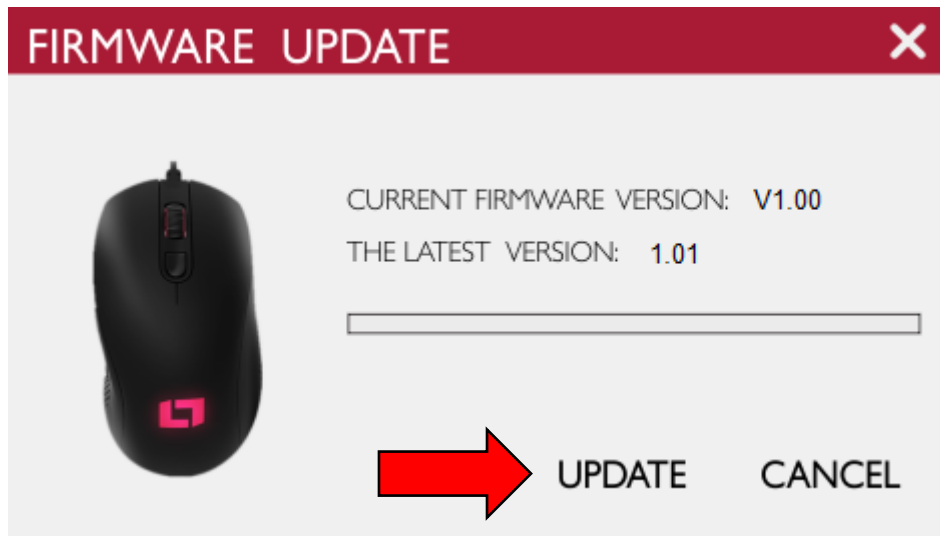 FIRMWARE UPDATE
CURRENT FIRMWARE VERSION: V1.00
THE LATEST VERSION: 1.01
UPDATE CANCEL